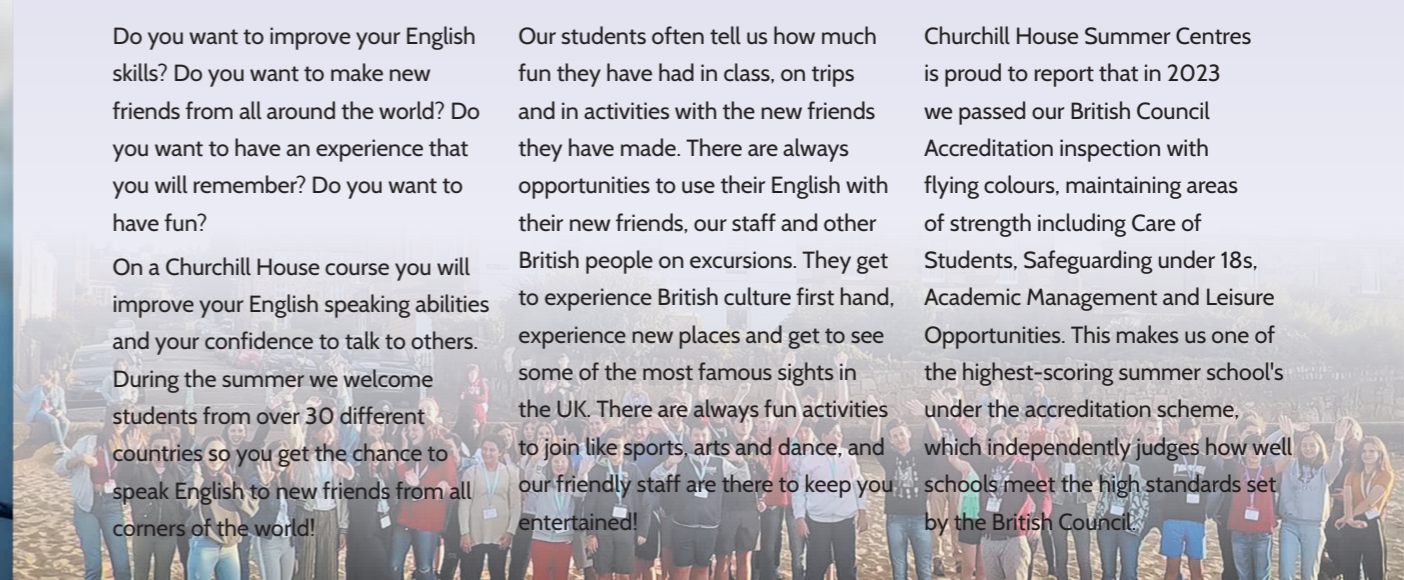 Do you want to improve your English
skills? Do you want to make new
friends from all around the world? Do
you want to have an experience that
you will remember? Do you want to
have fun?
On a Churchill House course you will
improve your English speaking abilities
and your confidence to talk to others.
During the summer we welcome
students from over 30 different
countries so you get the chance to
speak English to new friends from all
corners of the world!
Our students often tell us how much
fun they have had in class, on trips
and in activities with the new friends
they have made. There are always
opportunities to use their English with
their new friends, our staff and other
British people on excursions. They get
to experience British culture first hand,
experience new places and get to see
some of the most famous sights in
the UK. There are always fun activities
to join like sports, arts and dance, and
our friendly staff are there to keep you
entertained!
Churchill House Summer Centres
is proud to report that in 2023
we passed our British Council
Accreditation inspection with
flying colours, maintaining areas
of strength including Care of
Students, Safeguarding under 18s,
Academic Management and Leisure
Opportunities. This makes us one of
the highest-scoring summer school's
under the accreditation scheme,
which independently judges how well
schools meet the high standards set
by the British Council.